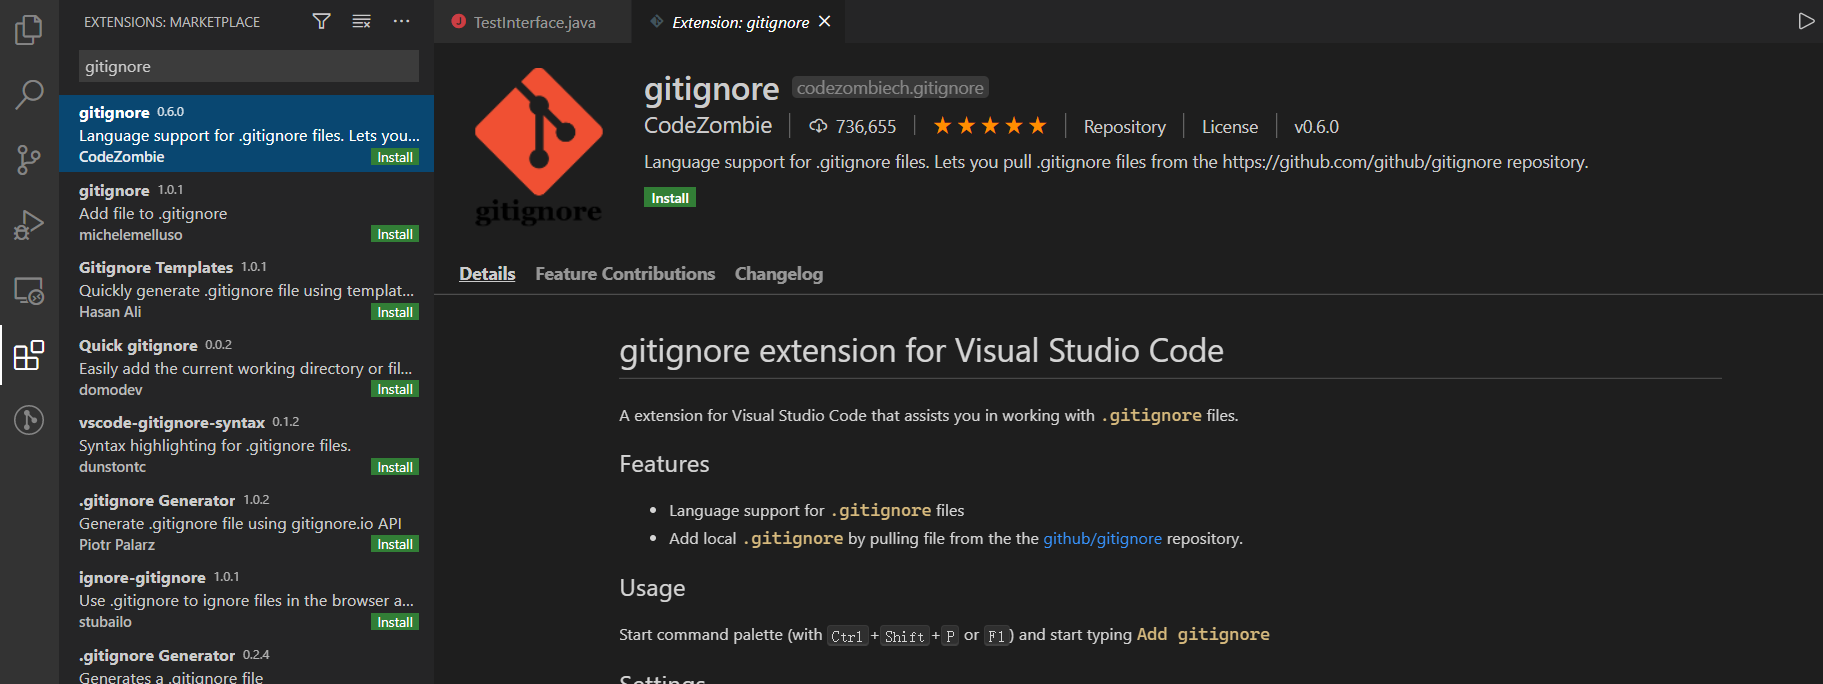 EXTENSIONS: MARKETPLACE
gitignore
gitignore 0.6.0
Language support for .gitignore files. Lets you...
CodeZombie Install
gitignore 1.0.1
Add file to .gitignore
michelemelluso Install
Gitignore Templates 1.0.1
Quickly generate .gitignore file using templat...
Hasan Ali Install
Quick gitignore 0.0.2
Easily add the current working directory or fil...
domodev Install
vscode-gitignore-syntax 0.1.2
Syntax highlighting for .gitignore files.
dunstontc Install
.gitignore Generator 1.0.2
Generate .gitignore file using gitignore.io API
Piotr Palarz Install
ignore-gitignore 1.0.1
Use .gitignore to ignore files in the browser a...
stubailo Install
.gitignore Generator 0.2.4
Generates a .gitignore file
TestInterface.java
Extension: gitignore
gitignore
gitignore codezombiech.gitignore
CodeZombie 736,655 Repository License v0.6.0
Language support for .gitignore files. Lets you pull .gitignore files from the https://github.com/github/gitignore repository.
Install
Details Feature Contributions Changelog
gitignore extension for Visual Studio Code
A extension for Visual Studio Code that assists you in working with .gitignore files.
Features
• Language support for .gitignore files
• Add local .gitignore by pulling file from the the github/gitignore repository.
Usage
Start command palette (with Ctrl+Shift+P or F1) and start typing Add gitignore
Settings